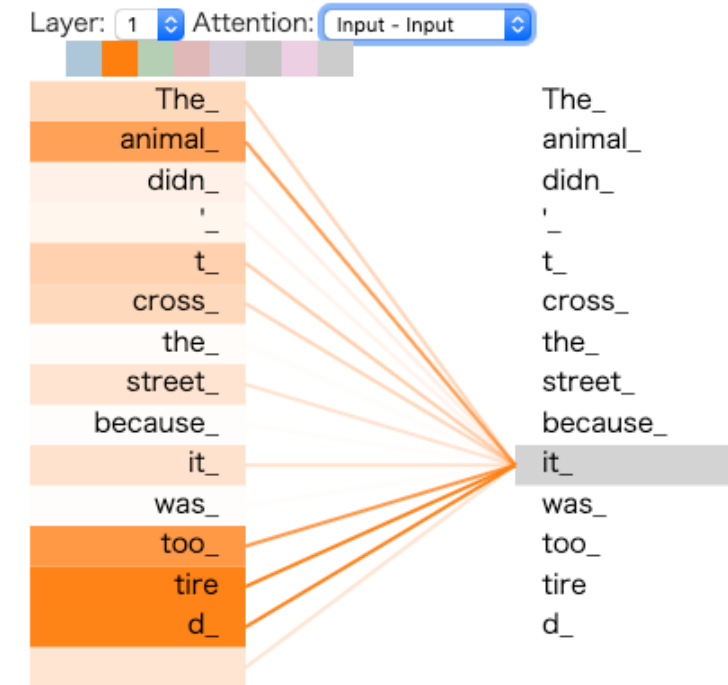 Layer: 1 Attention: Input - Input
The_ The_
animal_ animal_
didn_ didn_
'_ '_
t_ t_
cross_ cross_
the_ the_
street_ street_
because_ because_
it_ it_
was_ was_
too_ too_
tire tire
d_ d_